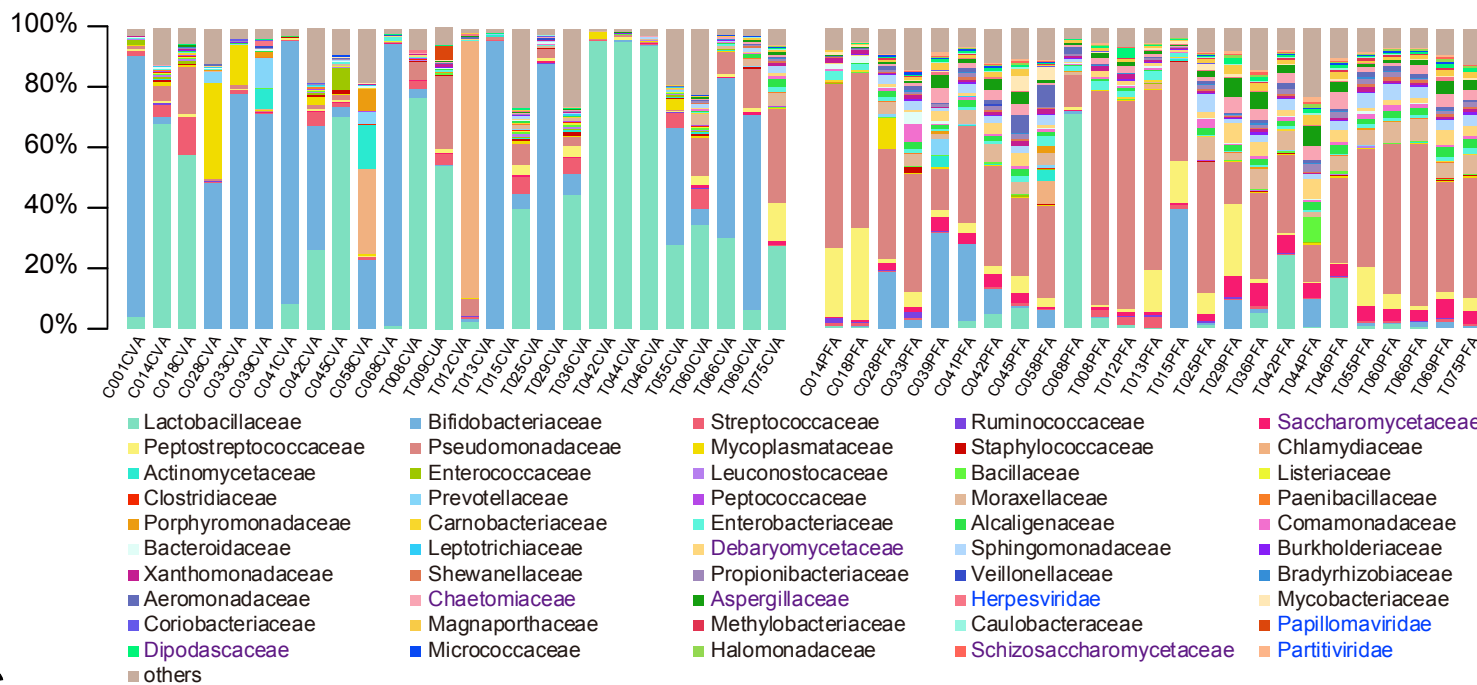 100%
80%
60%
40%
20%
0%
C001CVA C014CVA C018CVA C028CVA C033CVA C039CVA C041CVA C042CVA C045CVA C058CVA C068CVA T008CVA T009CUA T012CVA T013CVA T015CVA T025CVA T029CVA T036CVA T042CVA T044CVA T046CVA T055CVA T060CVA T066CVA T069CVA T075CVA C014PFA C018PFA C028PFA C033PFA C039PFA C041PFA C042PFA C045PFA C058PFA C068PFA T008PFA T012PFA T013PFA T015PFA T025PFA T029PFA T036PFA T042PFA T044PFA T046PFA T055PFA T060PFA T066PFA T069PFA T075PFA
Lactobacillaceae Bifidobacteriaceae Streptococcaceae Ruminococcaceae Saccharomycetaceae
Peptostreptococcaceae Pseudomonadaceae Mycoplasmataceae Staphylococcaceae Chlamydiaceae
Actinomycetaceae Enterococcaceae Leuconostocaceae Bacillaceae Listeriaceae
Clostridiaceae Prevotellaceae Peptococcaceae Moraxellaceae Paenibacillaceae
Porphyromonadaceae Carnobacteriaceae Enterobacteriaceae Alcaligenaceae Comamonadaceae
Bacteroidaceae Leptotrichiaceae Debaryomycetaceae Sphingomonadaceae Burkholderiaceae
Xanthomonadaceae Shewanellaceae Propionibacteriaceae Veillonellaceae Bradyrhizobiaceae
Aeromonadaceae Chaetomiaceae Aspergillaceae Herpesviridae Mycobacteriaceae
Coriobacteriaceae Magnaporthaceae Methylobacteriaceae Caulobacteraceae Papillomaviridae
Dipodascaceae Micrococcaceae Halomonadaceae Schizosaccharomycetaceae Partitiviridae
others